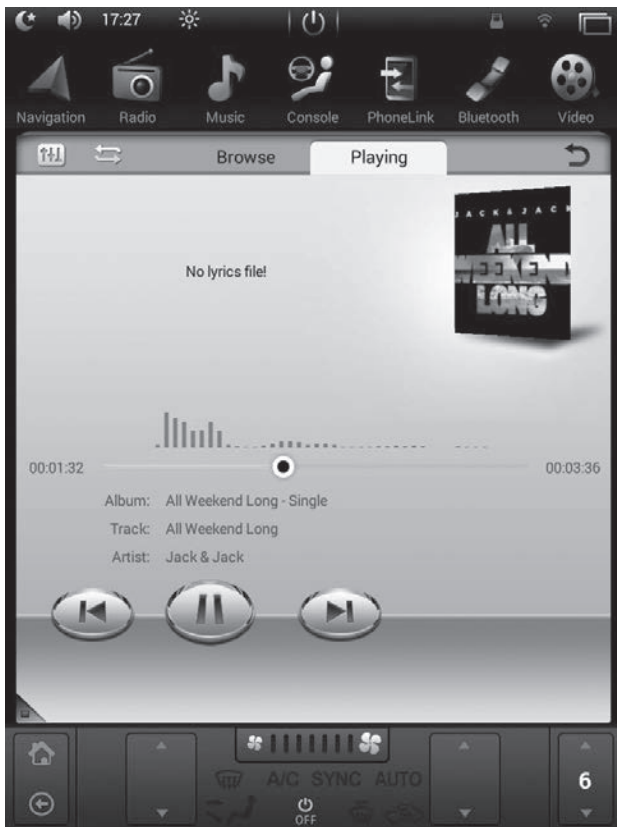 17:27
Navigation Radio Music Console PhoneLink Bluetooth Video
Browse Playing
JACK & JACK
ALL
WEEKEND
LONG
No lyrics file!
00:01:32 00:03:36
Album: All Weekend Long - Single
Track: All Weekend Long
Artist: Jack & Jack
A/C SYNC AUTO
6
OFF